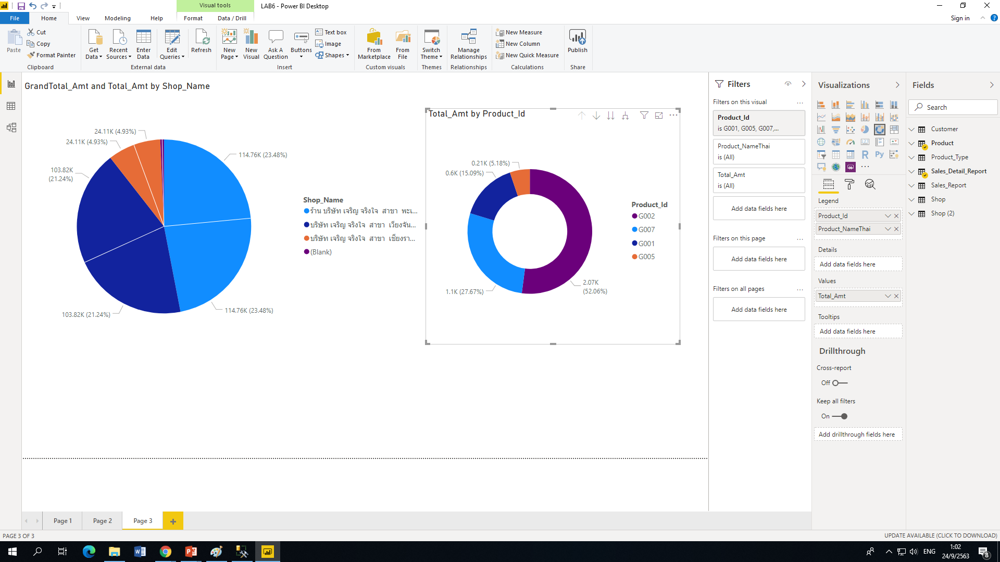 Visual tools
LAB6 - Power BI Desktop
File
Home
View
Modeling
Help
Format
Data / Drill
Sign in
Paste
Cut
Copy
Format Painter
Clipboard
Get Data
Recent Sources
Enter Data
Edit Queries
Refresh
External data
New Page
New Visual
Ask A Question
Buttons
Text box
Image
Shapes
Insert
From Marketplace
From File
Custom visuals
Switch Theme
Themes
Manage Relationships
Relationships
New Measure
New Column
New Quick Measure
Calculations
Publish
Share
GrandTotal_Amt and Total_Amt by Shop_Name
24.11K (4.93%)
24.11K (4.93%)
114.76K (23.48%)
103.82K
(21.24%)
103.82K (21.24%)
114.76K (23.48%)
Shop_Name
ร้าน บริษัท เจริญ จริงใจ สาขา พะเ...
บริษัท เจริญ จริงใจ สาขา เวียงจัน...
บริษัท เจริญ จริงใจ สาขา เชียงรา...
(Blank)
Total_Amt by Product_Id
0.21K (5.18%)
0.6K (15.09%)
1.1K (27.67%)
2.07K
(52.06%)
Product_Id
G002
G007
G001
G005
Filters
Filters on this visual
Product_Id
is G001, G005, G007,...
Product_NameThai
is (All)
Total_Amt
is (All)
Add data fields here
Filters on this page
Add data fields here
Filters on all pages
Add data fields here
Visualizations
R
Py
123
Legend
Product_Id
Product_NameThai
Details
Add data fields here
Values
Total_Amt
Tooltips
Add data fields here
Drillthrough
Cross-report
Off
Keep all filters
On
Add drillthrough fields here
Fields
Search
Customer
Product
Product_Type
Sales_Detail_Report
Sales_Report
Shop
Shop (2)
Page 1
Page 2
Page 3
PAGE 3 OF 3
UPDATE AVAILABLE (CLICK TO DOWNLOAD)
ENG
1:02
24/9/2563
8